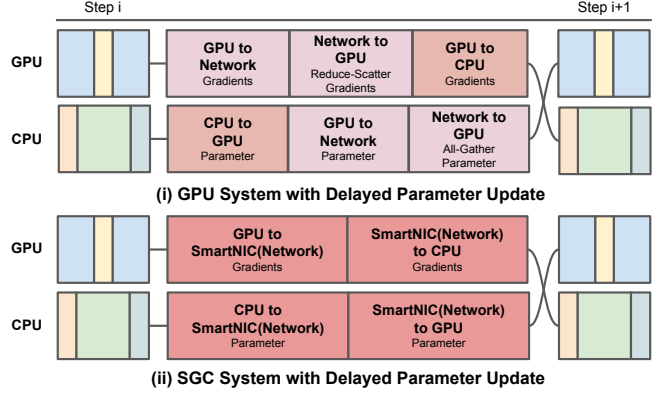 Step i
Step i+1
GPU
GPU to
Network
Gradients
Network to
GPU
Reduce-Scatter
Gradients
GPU to
CPU
Gradients
CPU
CPU to
GPU
Parameter
GPU to
Network
Parameter
Network to
GPU
All-Gather
Parameter
(i) GPU System with Delayed Parameter Update
GPU
GPU to
SmartNIC(Network)
Gradients
SmartNIC(Network)
to CPU
Gradients
CPU
CPU to
SmartNIC(Network)
Parameter
SmartNIC(Network)
to GPU
Parameter
(ii) SGC System with Delayed Parameter Update